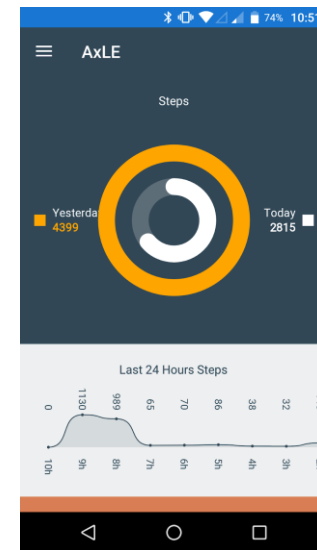 74% 10:51
AxLE
Steps
Yesterda
4399
Today
2815
Last 24 Hours Steps
0 1130 989 65 70 86 38 32
10h 9h 8h 7h 6h 5h 4h 3h